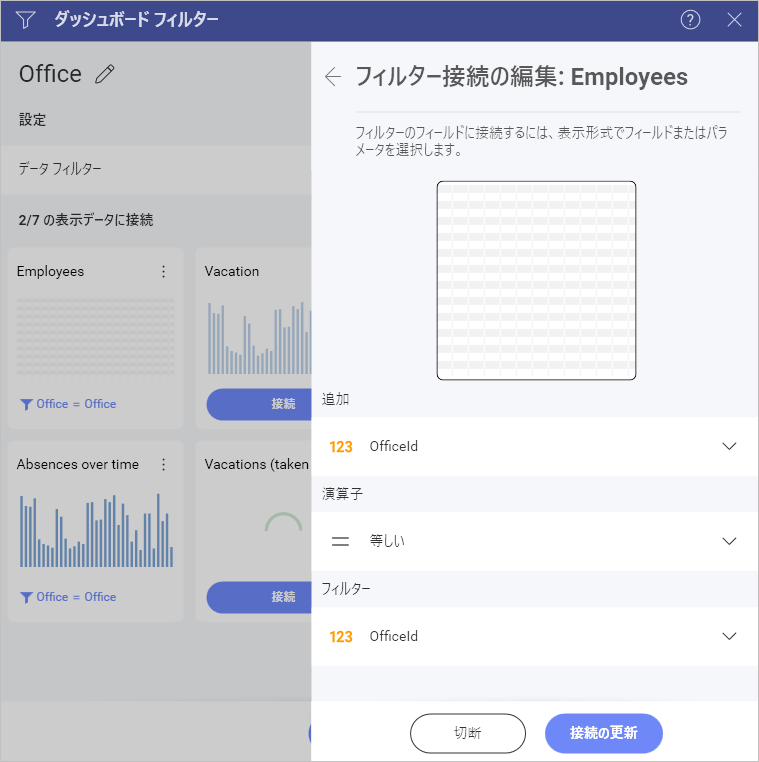 ダッシュボード フィルター
Office
設定
データ フィルター
2/7 の表示データに接続
Employees
Vacation
Office = Office
接続
Absences over time
Vacations (taken
Office = Office
接続
フィルター接続の編集: Employees
フィルターのフィールドに接続するには、表示形式でフィールドまたはパラ
メータを選択します。
追加
123 OfficeId
演算子
等しい
フィルター
123 OfficeId
切断
接続の更新